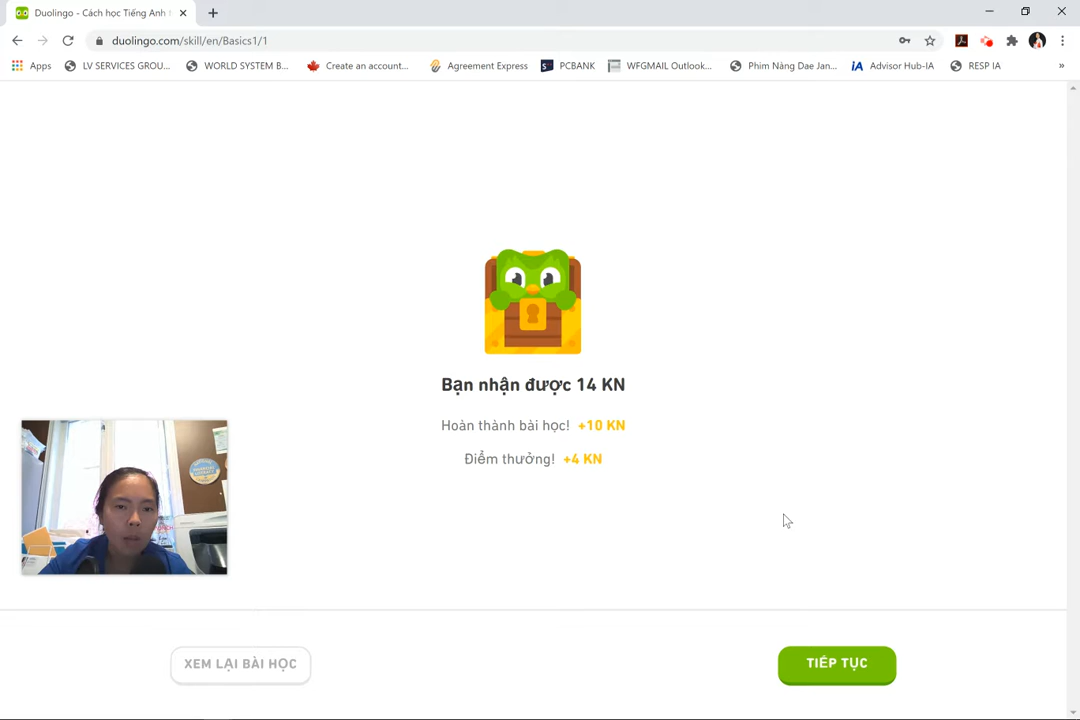 Duolingo - Cách học Tiếng Anh
duolingo.com/skill/en/Basics1/1
Apps LV SERVICES GROU... WORLD SYSTEM B... Create an account... Agreement Express PCBANK WFGMAIL Outlook... Phim Nàng Dae Jan... iA Advisor Hub-IA RESP IA »
Bạn nhận được 14 KN
Hoàn thành bài học! +10 KN
Điểm thưởng! +4 KN
XEM LẠI BÀI HỌC
TIẾP TỤC